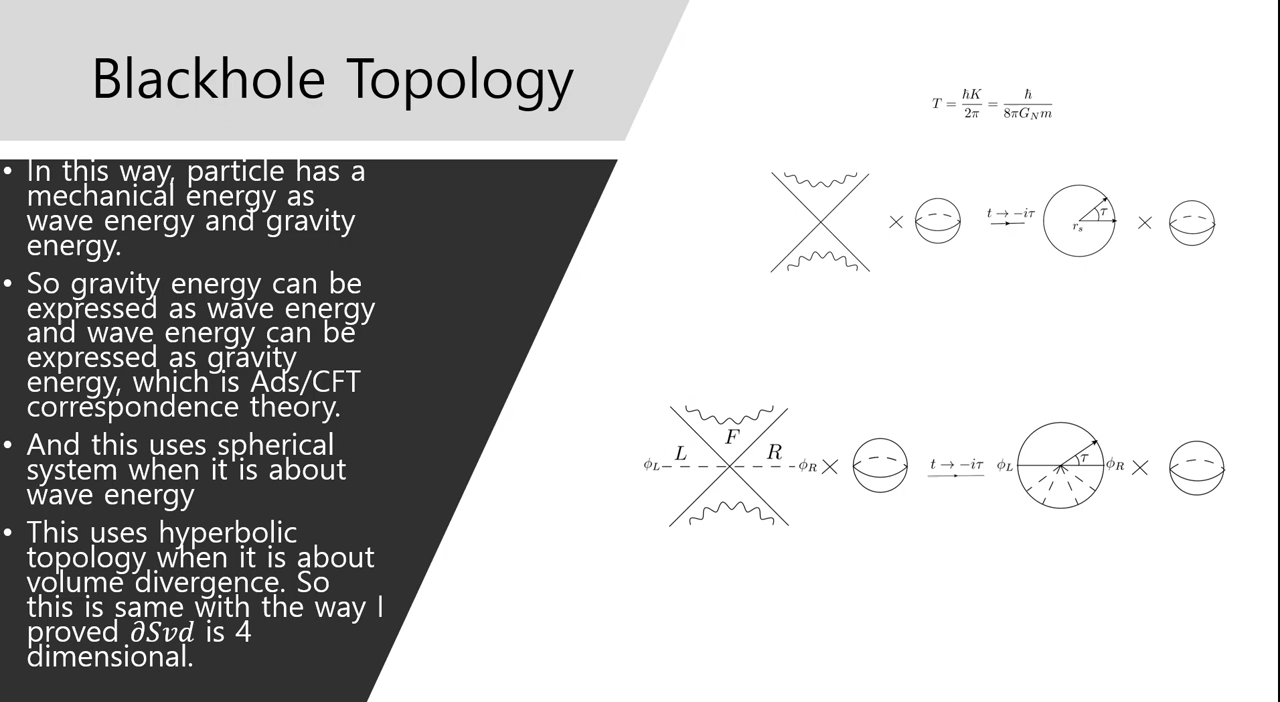 Blackhole Topology
• In this way, particle has a
mechanical energy as
wave energy and gravity
energy.
• So gravity energy can be
expressed as wave energy
and wave energy can be
expressed as gravity
energy, which is Ads/CFT
correspondence theory.
• And this uses spherical
system when it is about
wave energy
• This uses hyperbolic
topology when it is about
volume divergence. So
this is same with the way I
proved ∂Svd is 4
dimensional.
T = ħK/2π = ħ/8πG_N m
× t → −iτ r_s τ ×
ϕ_L L F R ϕ_R × t → −iτ ϕ_L τ ϕ_R ×